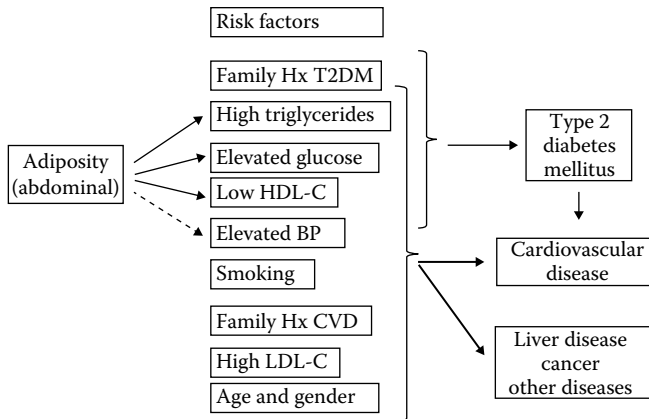 Risk factors
Family Hx T2DM
High triglycerides
Elevated glucose
Low HDL-C
Elevated BP
Smoking
Family Hx CVD
High LDL-C
Age and gender
Adiposity
(abdominal)
Type 2
diabetes
mellitus
Cardiovascular
disease
Liver disease
cancer
other diseases